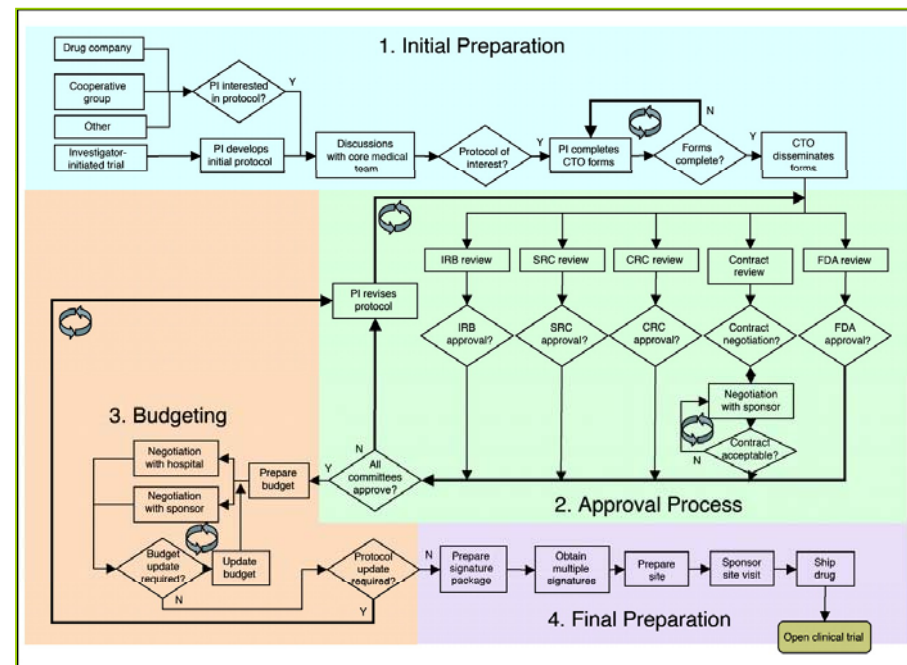 1. Initial Preparation
Drug company
Cooperative
group
Other
Investigator-
initiated trial
PI interested
in protocol?
Y
PI develops
initial protocol
Discussions
with core medical
team
Protocol of
interest?
Y
PI completes
CTO forms
N
Forms
complete?
Y
CTO
disseminates
forms
PI revises
protocol
IRB review
SRC review
CRC review
Contract
review
FDA review
IRB
approval?
SRC
approval?
CRC
approval?
Contract
negotiation?
FDA
approval?
Negotiation
with sponsor
Contract
acceptable?
N
2. Approval Process
All
committees
approve?
N
Y
3. Budgeting
Prepare
budget
Negotiation
with hospital
Negotiation
with sponsor
Budget
update
required?
N
Update
budget
Protocol
update
required?
Y
N
Prepare
signature
package
Obtain
multiple
signatures
Prepare
site
Sponsor
site visit
Ship
drug
4. Final Preparation
Open clinical trial